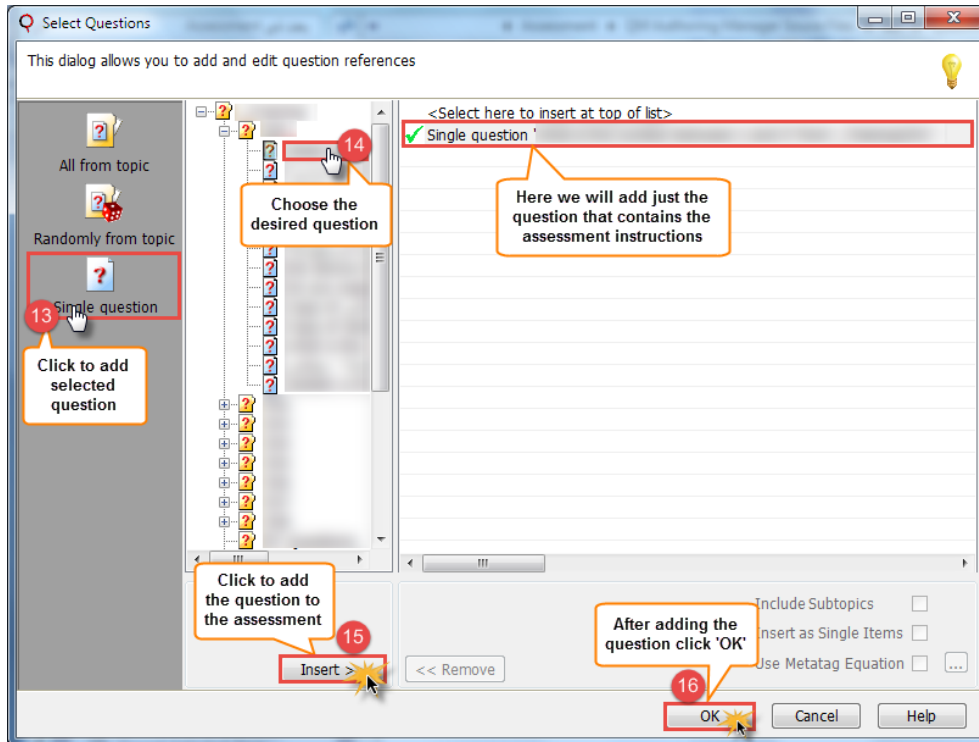 Select Questions
This dialog allows you to add and edit question references
All from topic
Randomly from topic
Single question
13
Click to add
selected
question
14
Choose the
desired question
<Select here to insert at top of list>
Single question '
Here we will add just the
question that contains the
assessment instructions
Click to add
the question to
the assessment
15
Insert >
<< Remove
Include Subtopics
Insert as Single Items
Use Metatag Equation
...
After adding the
question click 'OK'
16
OK
Cancel
Help